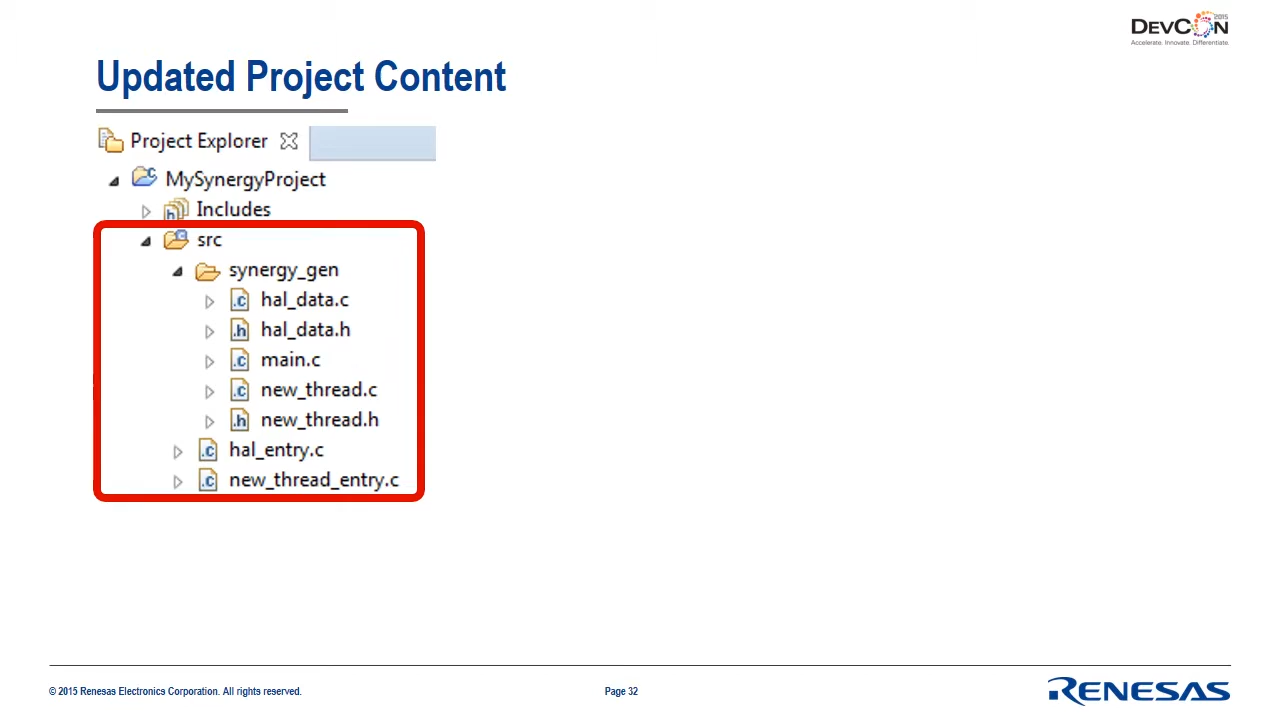 DEVCON 2015
Accelerate. Innovate. Differentiate.
Updated Project Content
Project Explorer
MySynergyProject
Includes
src
synergy_gen
.c hal_data.c
.h hal_data.h
.c main.c
.c new_thread.c
.h new_thread.h
.c hal_entry.c
.c new_thread_entry.c
© 2015 Renesas Electronics Corporation. All rights reserved.
Page 32
RENESAS